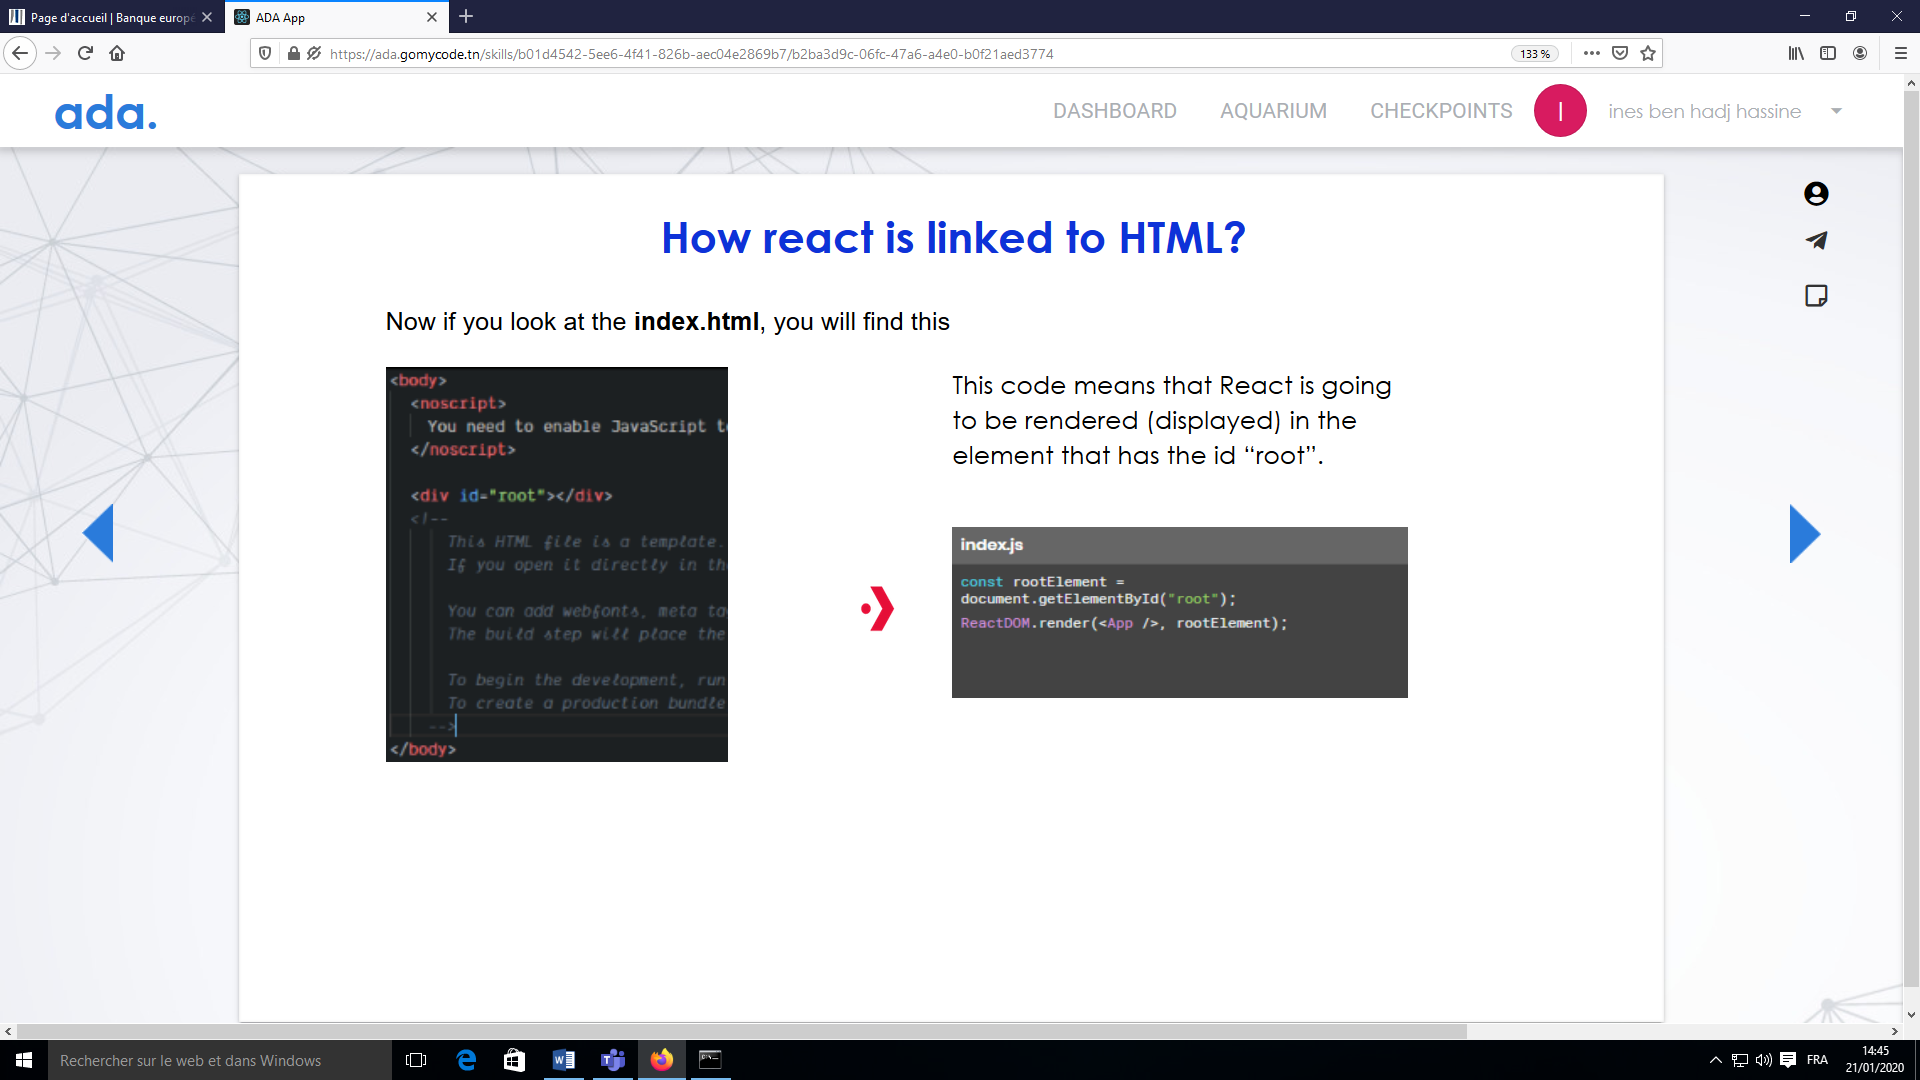 Page d'accueil | Banque europé
ADA App
https://ada.gomycode.tn/skills/b01d4542-5ee6-4f41-826b-aec04e2869b7/b2ba3d9c-06fc-47a6-a4e0-b0f21aed3774
133 %
ada.
DASHBOARD
AQUARIUM
CHECKPOINTS
I
ines ben hadj hassine
How react is linked to HTML?
Now if you look at the index.html, you will find this
<body>
<noscript>
You need to enable JavaScript to
</noscript>
<div id="root"></div>
<!--
This HTML file is a template.
If you open it directly in th
You can add webfonts, meta ta
The build step will place the
To begin the development, run
To create a production bundle
-->
</body>
This code means that React is going
to be rendered (displayed) in the
element that has the id “root”.
index.js
const rootElement =
document.getElementById("root");
ReactDOM.render(<App />, rootElement);
Rechercher sur le web et dans Windows
FRA
14:45
21/01/2020